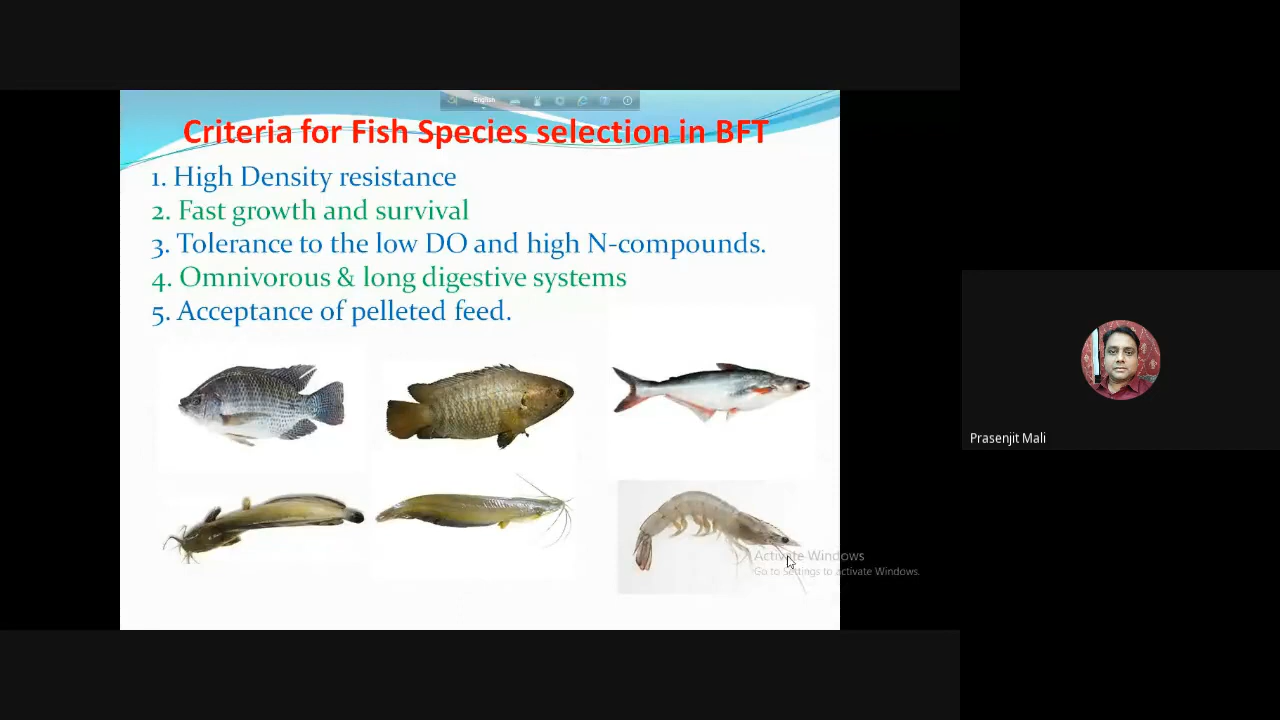 English
Criteria for Fish Species selection in BFT
1. High Density resistance
2. Fast growth and survival
3. Tolerance to the low DO and high N-compounds.
4. Omnivorous & long digestive systems
5. Acceptance of pelleted feed.
Prasenjit Mali
Activate Windows
Go to Settings to activate Windows.